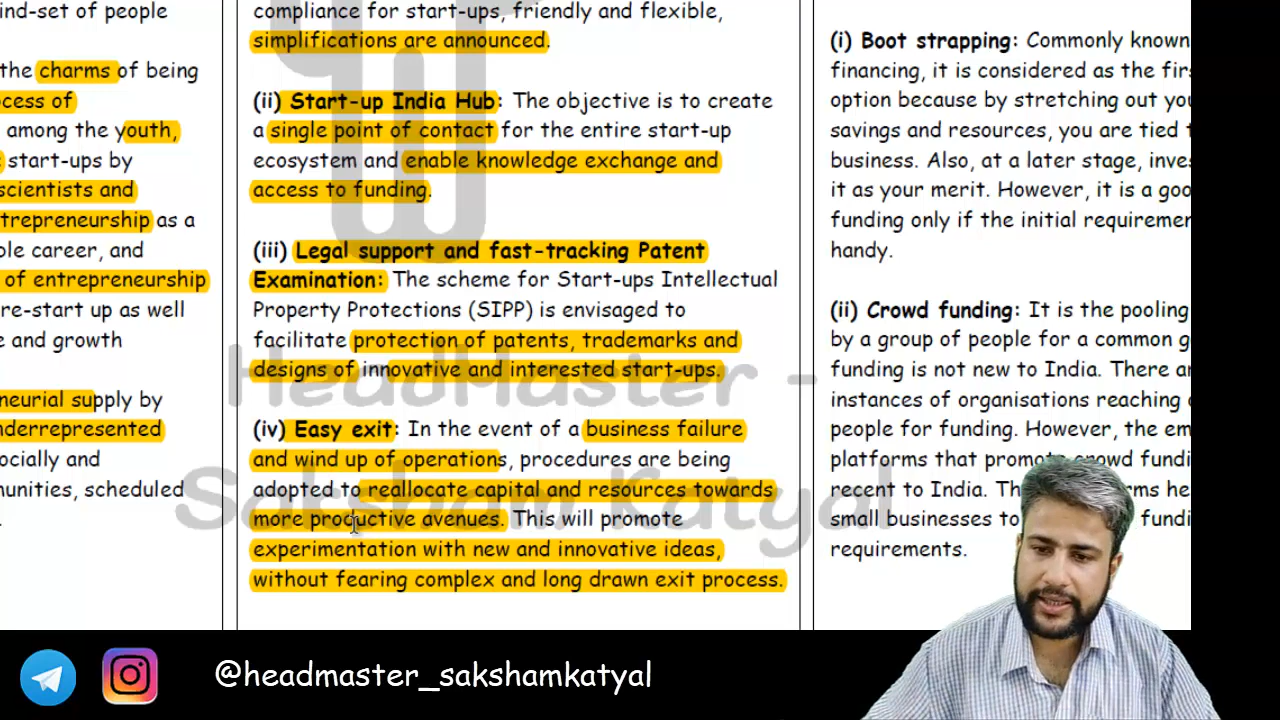 ind-set of people
the charms of being
ocess of
among the youth,
start-ups by
scientists and
trepreneurship as a
ole career, and
of entrepreneurship
re-start up as well
e and growth
neurial supply by
nderrepresented
ocially and
munities, scheduled
compliance for start-ups, friendly and flexible,
simplifications are announced.
(ii) Start-up India Hub: The objective is to create
a single point of contact for the entire start-up
ecosystem and enable knowledge exchange and
access to funding.
(iii) Legal support and fast-tracking Patent
Examination: The scheme for Start-ups Intellectual
Property Protections (SIPP) is envisaged to
facilitate protection of patents, trademarks and
designs of innovative and interested start-ups.
(iv) Easy exit: In the event of a business failure
and wind up of operations, procedures are being
adopted to reallocate capital and resources towards
more productive avenues. This will promote
experimentation with new and innovative ideas,
without fearing complex and long drawn exit process.
(i) Boot strapping: Commonly known
financing, it is considered as the firs
option because by stretching out you
savings and resources, you are tied t
business. Also, at a later stage, inves
it as your merit. However, it is a goo
funding only if the initial requiremen
handy.
(ii) Crowd funding: It is the pooling
by a group of people for a common g
funding is not new to India. There ar
instances of organisations reaching
people for funding. However, the em
platforms that promote crowd fundi
recent to India. Th rms he
small businesses to fundi
requirements.
HeadMaster -
Saksham Katyal
@headmaster_sakshamkatyal